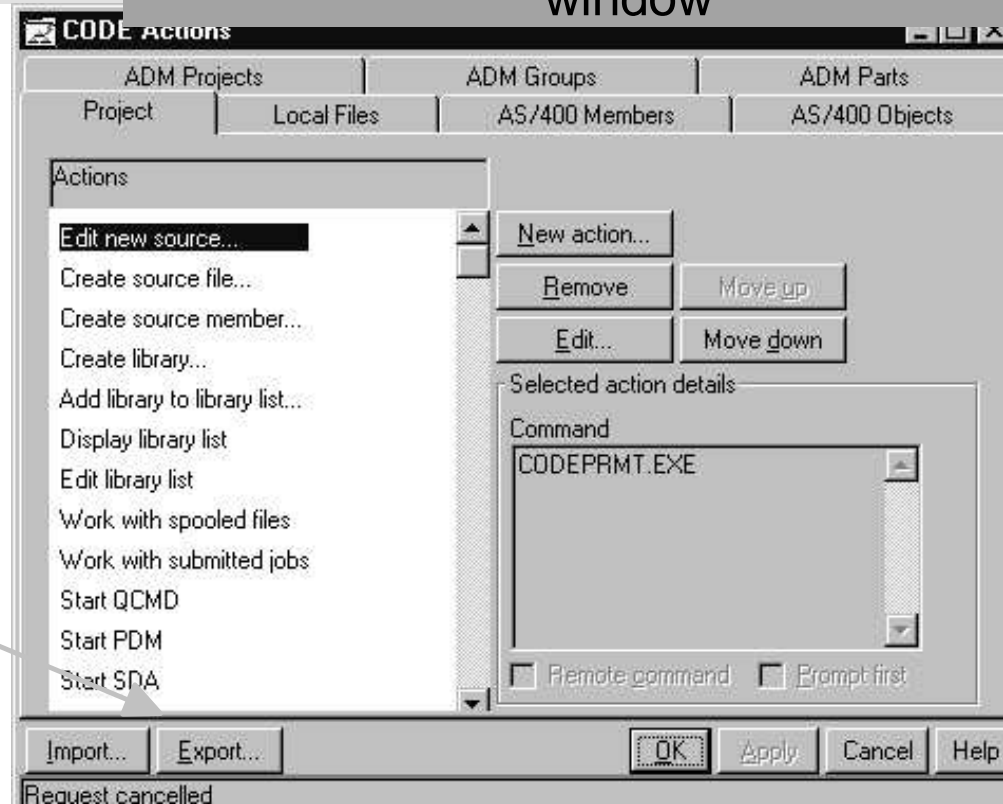 window
CODE Actions
ADM Projects ADM Groups ADM Parts
Project Local Files AS/400 Members AS/400 Objects
Actions
Edit new source...
Create source file...
Create source member...
Create library...
Add library to library list...
Display library list
Edit library list
Work with spooled files
Work with submitted jobs
Start QCMD
Start PDM
Start SDA
New action...
Remove Move up
Edit... Move down
Selected action details
Command
CODEPRMT.EXE
Remote command Prompt first
Import... Export... OK Apply Cancel Help
Request cancelled